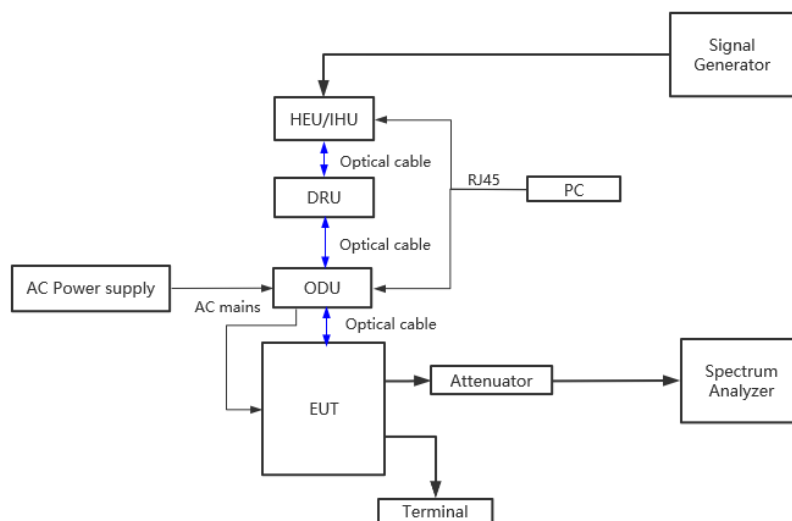 Signal
Generator
HEU/IHU
Optical cable
RJ45
PC
DRU
Optical cable
AC Power supply
ODU
AC mains
Optical cable
Attenuator
Spectrum
Analyzer
EUT
Terminal